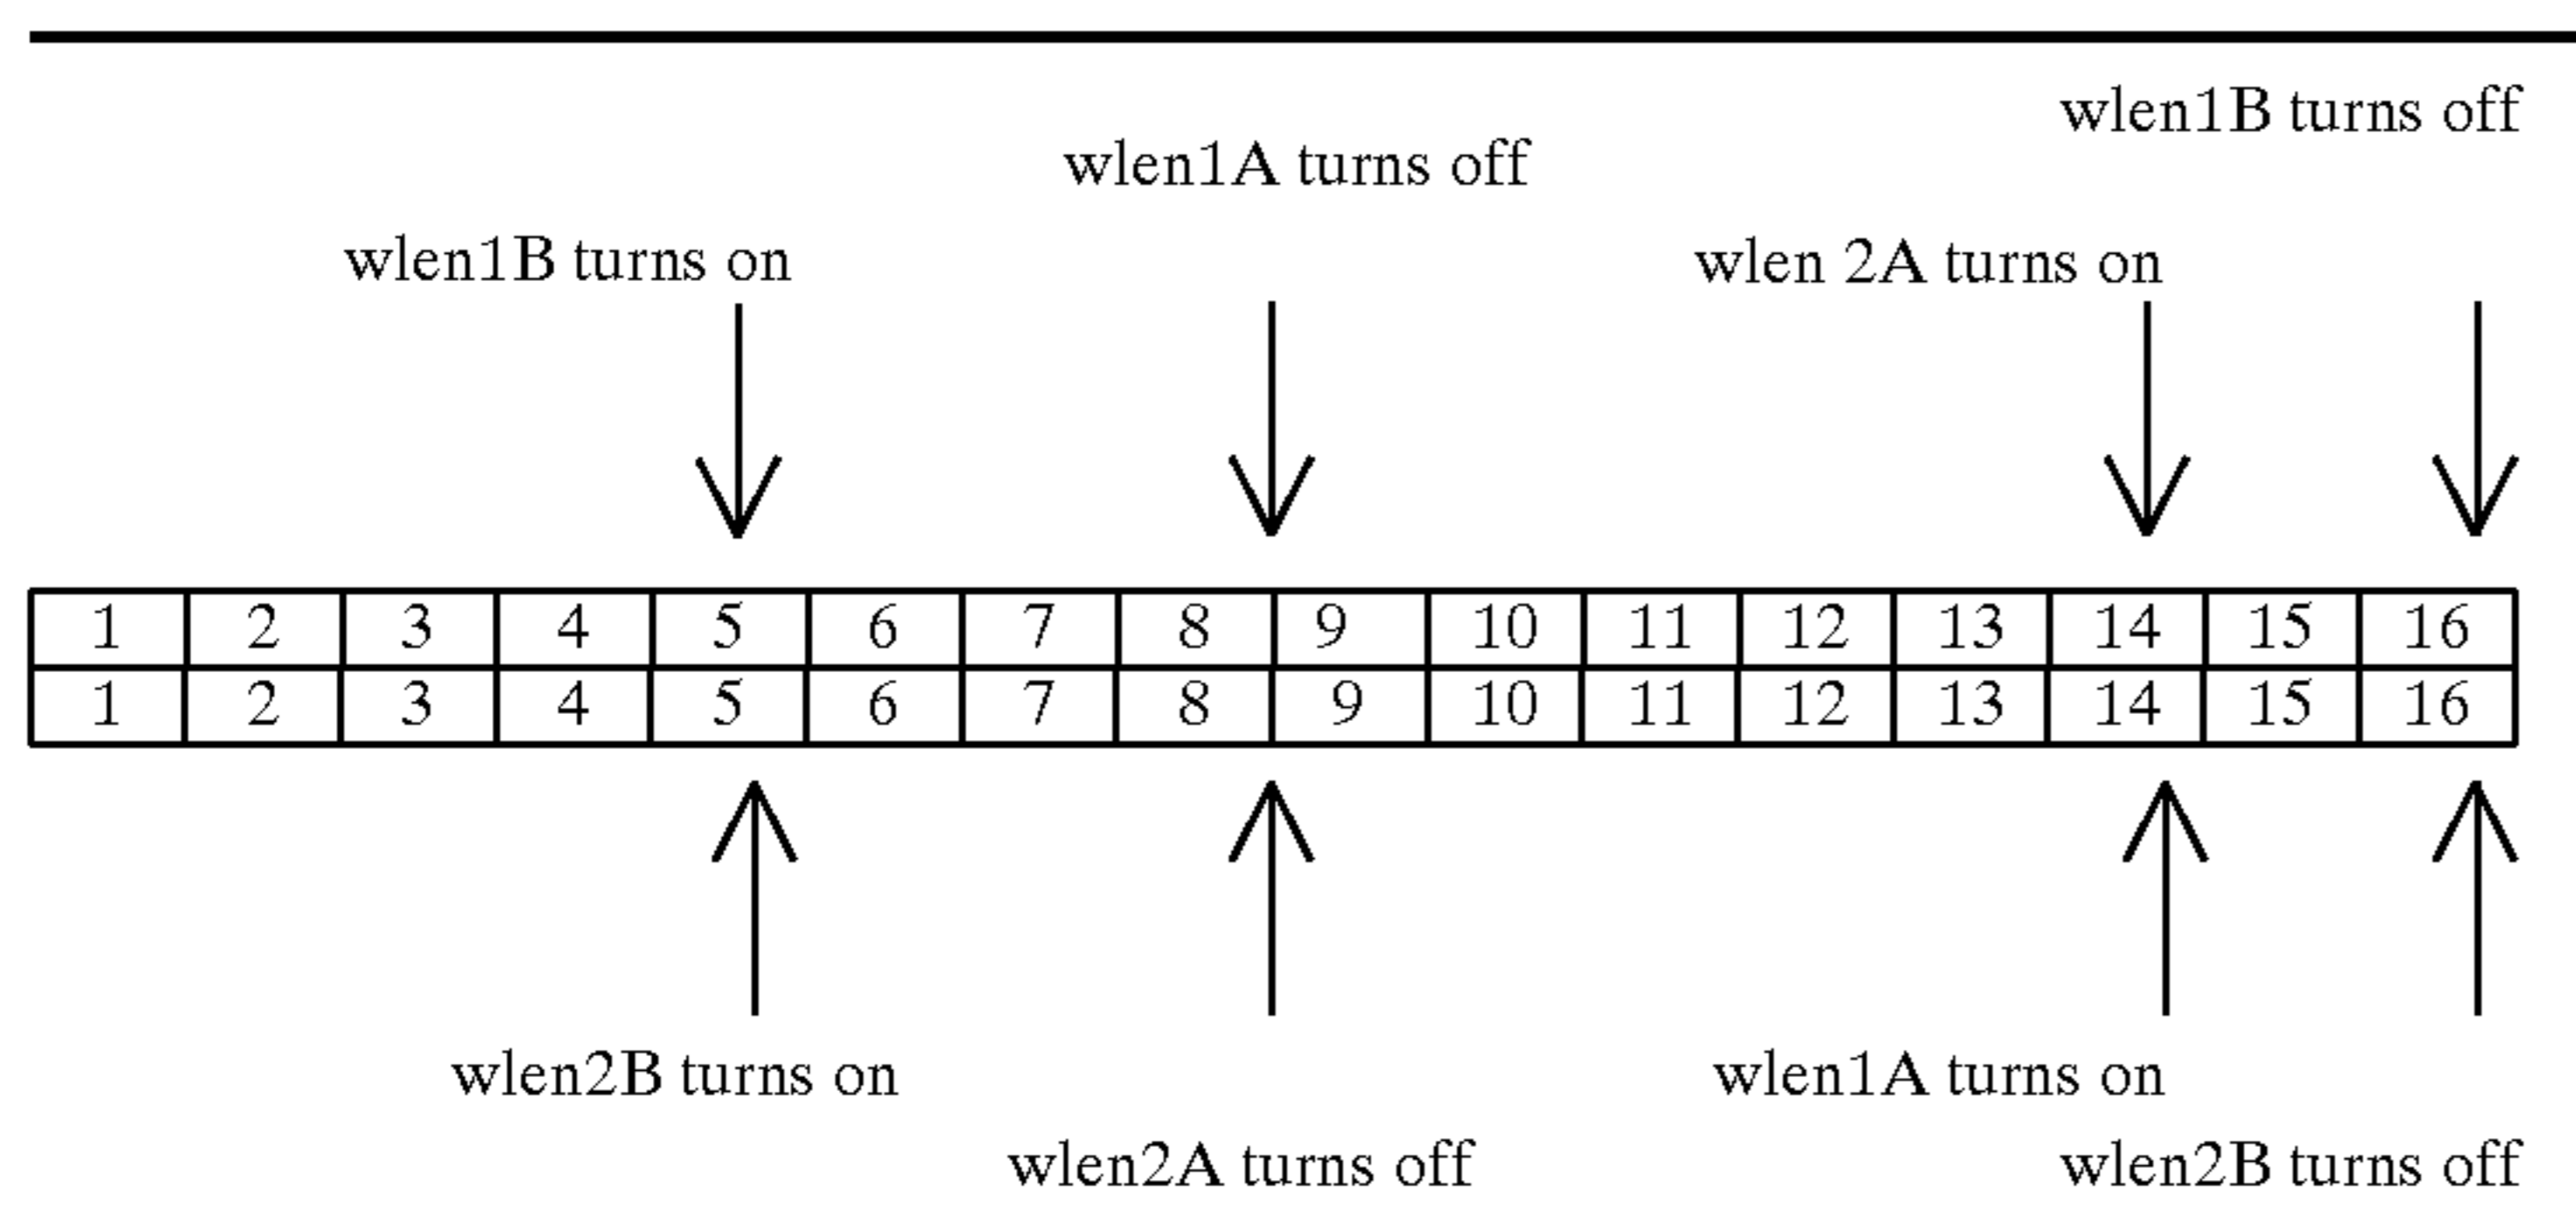 wlen1B turns off
wlen1A turns off
wlen1B turns on
wlen 2A turns on
1 2 3 4 5 6 7 8 9 10 11 12 13 14 15 16
1 2 3 4 5 6 7 8 9 10 11 12 13 14 15 16
wlen2B turns on
wlen1A turns on
wlen2A turns off
wlen2B turns off